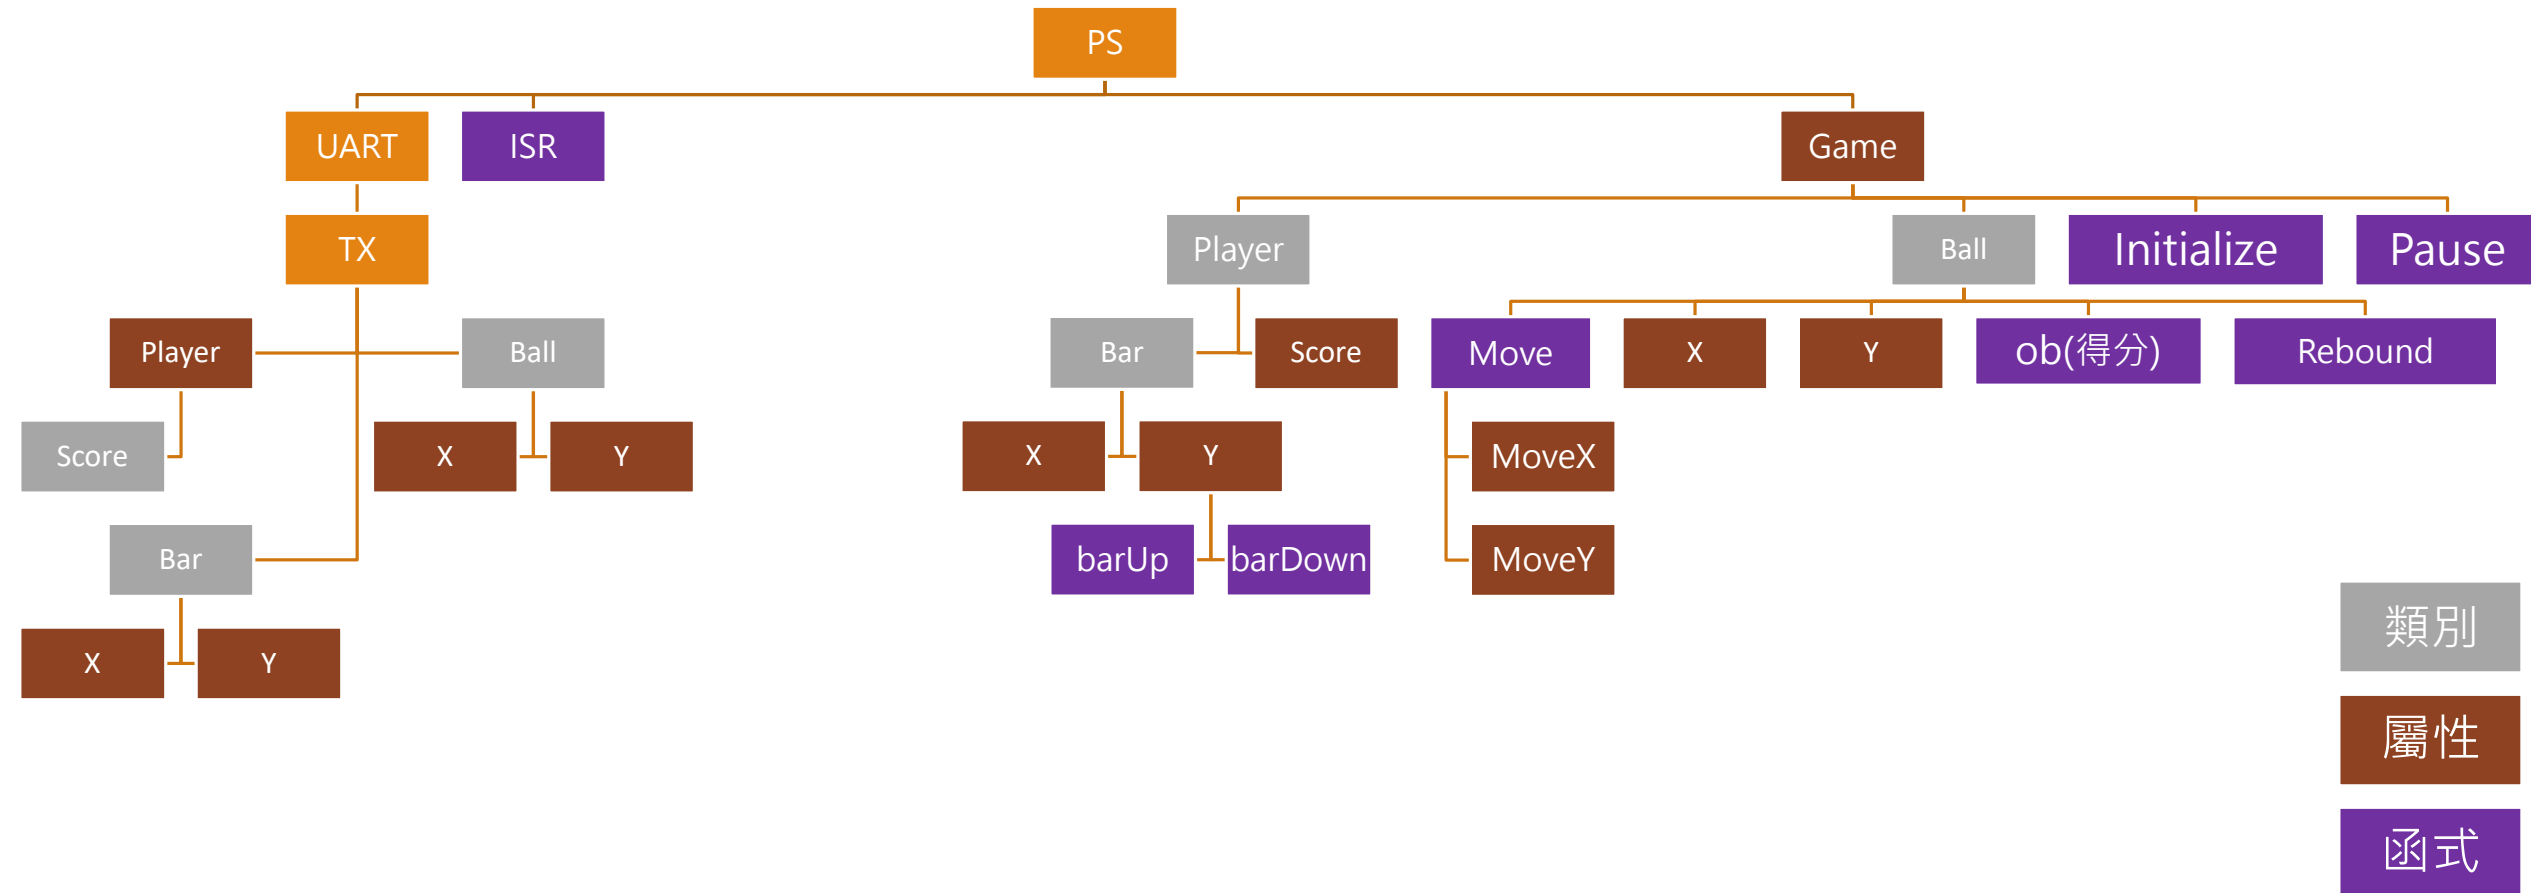 PS
UART
ISR
Game
TX
Player
Ball
Initialize
Pause
Player
Ball
Bar
Score
Move
X
Y
ob(得分)
Rebound
Score
X
Y
X
Y
MoveX
Bar
barUp
barDown
MoveY
X
Y
類別
屬性
函式